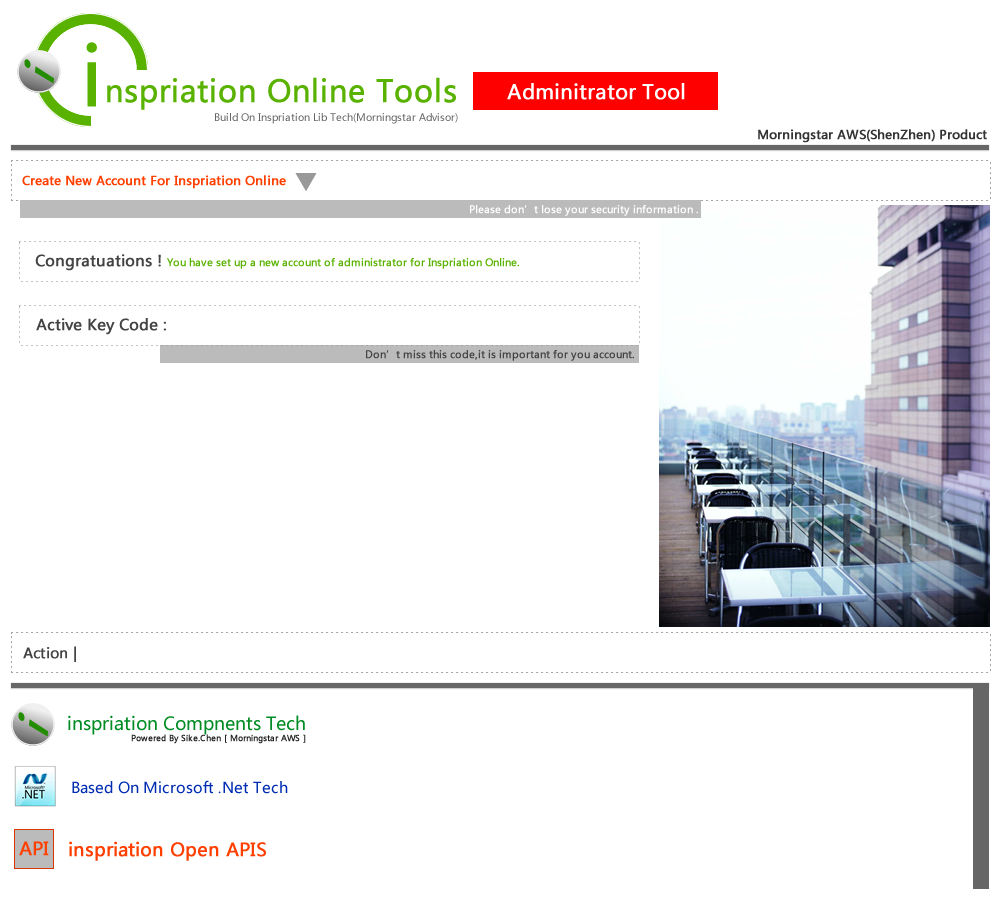 inspriation Online Tools
Adminitrator Tool
Build On Inspriation Lib Tech(Morningstar Advisor)
Morningstar AWS(ShenZhen) Product
Create New Account For Inspriation Online
Please don’t lose your security information .
Congratuations ! You have set up a new account of administrator for Inspriation Online.
Active Key Code :
Don’t miss this code,it is important for you account.
Action |
inspriation Compnents Tech
Powered By Sike.Chen [ Morningstar AWS ]
Microsoft
.NET
Based On Microsoft .Net Tech
API
inspriation Open APIS